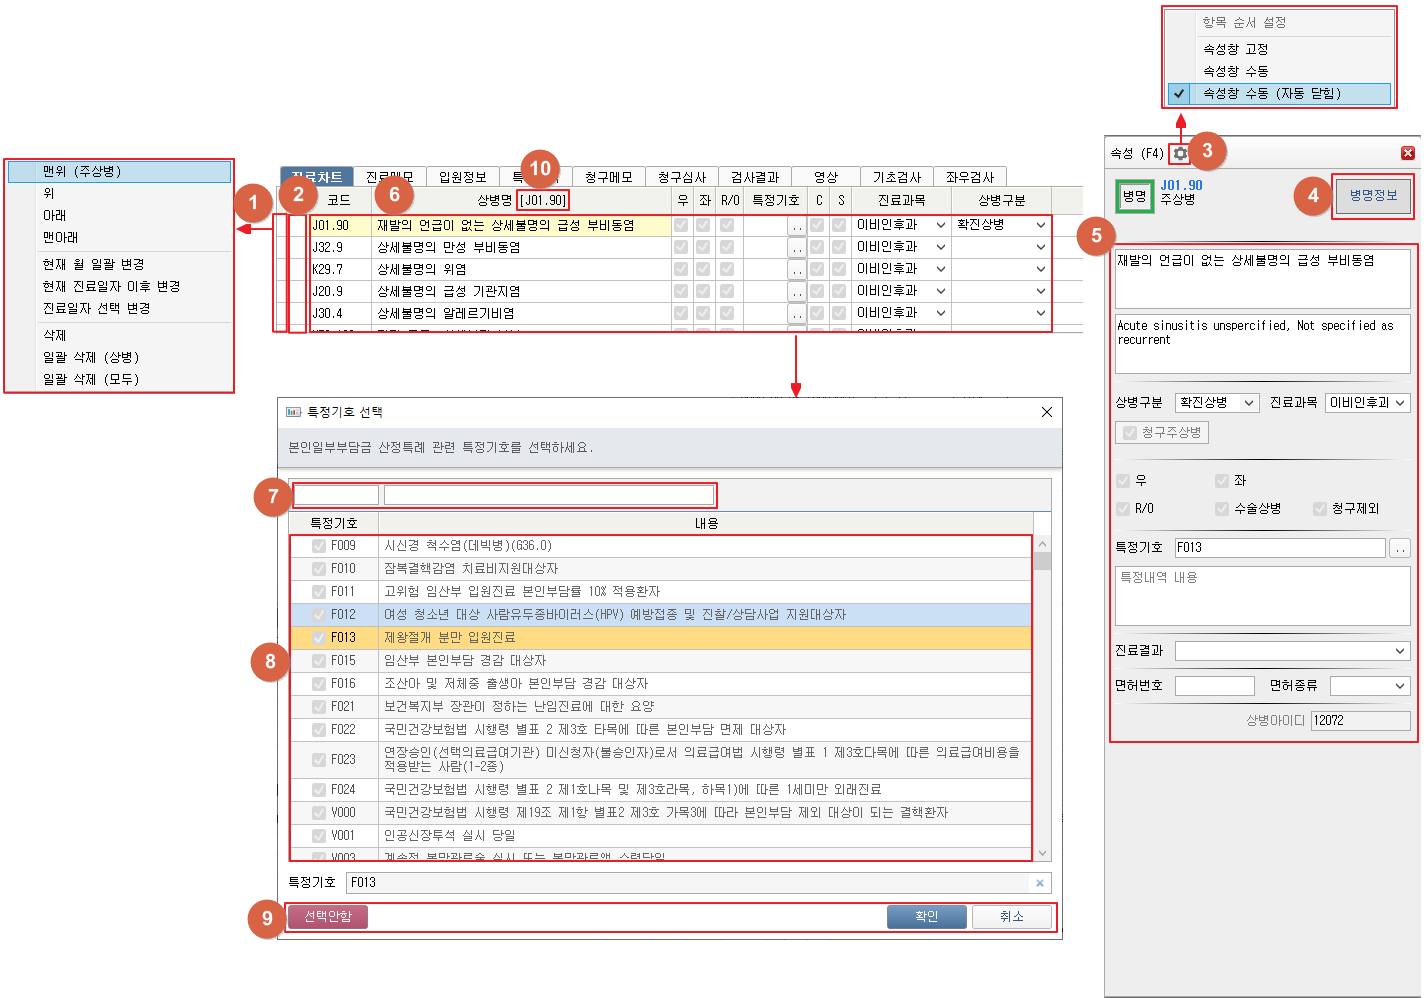 항목 순서 설정
속성창 고정
속성창 수동
속성창 수동 (자동 닫힘)
속성 (F4)
3
병명
J01.90
주상병
4
병명정보
5
재발의 언급이 없는 상세불명의 급성 부비동염
Acute sinusitis unspercified, Not specified as
recurrent
상병구분 확진상병 진료과목 이비인후과
청구주상병
우 좌
R/O 수술상병 청구제외
특정기호 F013 ..
특정내역 내용
진료결과
면허번호 면허종류
상병아이디 12072
맨위 (주상병)
위
아래
맨아래
현재 월 일괄 변경
현재 진료일자 이후 변경
진료일자 선택 변경
삭제
일괄 삭제 (상병)
일괄 삭제 (모두)
1
2
6
10
진료차트 진료메모 입원정보 청구메모 청구심사 검사결과 영상 기초검사 좌우검사
코드 상병명 [J01.90] 우 좌 R/O 특정기호 C S 진료과목 상병구분
J01.90 재발의 언급이 없는 상세불명의 급성 부비동염 .. 이비인후과 확진상병
J32.9 상세불명의 만성 부비동염 .. 이비인후과
K29.7 상세불명의 위염 .. 이비인후과
J20.9 상세불명의 급성 기관지염 .. 이비인후과
J30.4 상세불명의 알레르기비염 .. 이비인후과
특정기호 선택
본인일부부담금 산정특례 관련 특정기호를 선택하세요.
7
특정기호 내용
8
F009 시신경 척수염(데빅병)(G36.0)
F010 잠복결핵감염 치료비지원대상자
F011 고위험 임산부 입원진료 본인부담률 10% 적용환자
F012 여성 청소년 대상 사람유두종바이러스(HPV) 예방접종 및 진찰/상담사업 지원대상자
F013 제왕절개 분만 입원진료
F015 임산부 본인부담 경감 대상자
F016 조산아 및 저체중 출생아 본인부담 경감 대상자
F021 보건복지부 장관이 정하는 난임진료에 대한 요양
F022 국민건강보험법 시행령 별표 2 제3호 타목에 따른 본인부담 면제 대상자
F023 연장승인(선택의료급여기관) 미신청자(불승인자)로서 의료급여법 시행령 별표 1 제3호다목에 따른 의료급여비용을
적용받는 사람(1-2종)
F024 국민건강보험법 시행령 별표 2 제1호나목 및 제3호라목, 하목1)에 따른 1세미만 외래진료
V000 국민건강보험법 시행령 제19조 제1항 별표2 제3호 가목3에 따라 본인부담 제외 대상이 되는 결핵환자
V001 인공신장투석 실시 당일
V003 계속적 복막관류술 실시 또는 복막관류액 수령당일
특정기호 F013
9
선택안함 확인 취소